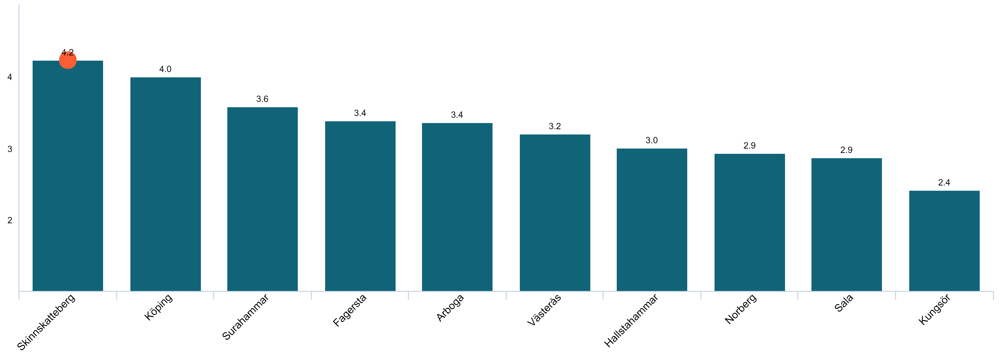 4.2
4.0
3.6
3.4
3.4
3.2
3.0
2.9
2.9
2.4
4
3
2
Skinnskatteberg
Köping
Surahammar
Fagersta
Arboga
Västerås
Hallstahammar
Norberg
Sala
Kungsör